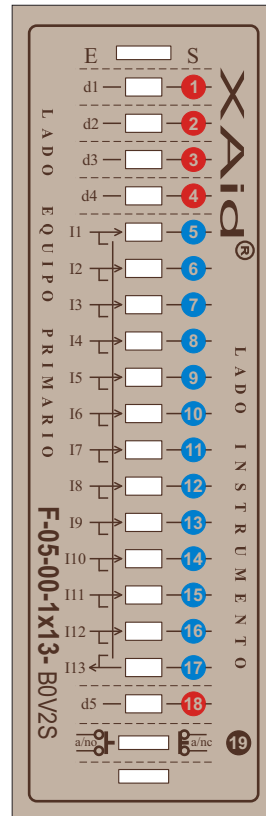 E S
d1 1
d2 2
d3 3
d4 4
I1 5
I2 6
I3 7
I4 8
I5 9
I6 10
I7 11
I8 12
I9 13
I10 14
I11 15
I12 16
I13 17
d5 18
a/no a/nc 19
XAid®
LADO EQUIPO PRIMARIO
LADO INSTRUMENTO
F-05-00-1x13- B0V2S